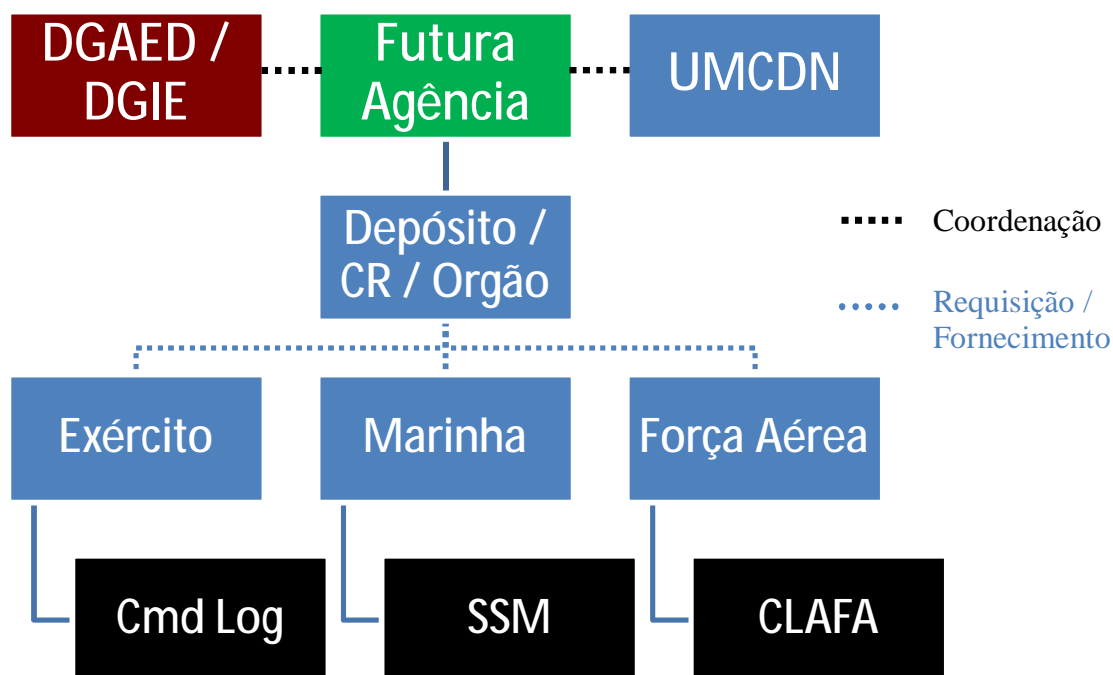 DGAED /
DGIE
Futura
Agência
UMCDN
Depósito /
CR / Orgão
Coordenação
Requisição /
Fornecimento
Exército
Marinha
Força Aérea
Cmd Log
SSM
CLAFA